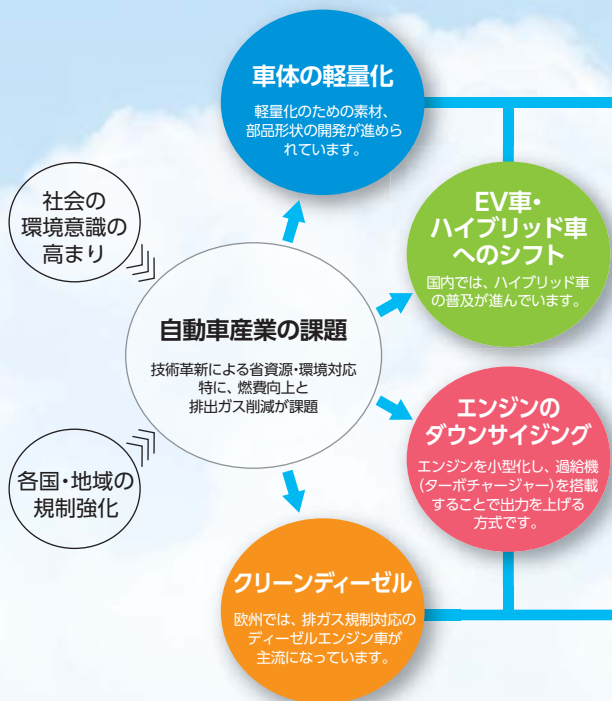 車体の軽量化
軽量化のための素材、
部品形状の開発が進めら
れています。
社会の
環境意識の
高まり
EV車・
ハイブリッド車
へのシフト
国内では、ハイブリッド車
の普及が進んでいます。
自動車産業の課題
技術革新による省資源・環境対応
特に、燃費向上と
排出ガス削減が課題
エンジンの
ダウンサイジング
エンジンを小型化し、過給機
(ターボチャージャー)を搭載
することで出力を上げる
方式です。
各国・地域の
規制強化
クリーンディーゼル
欧州では、排ガス規制対応の
ディーゼルエンジン車が
主流になっています。